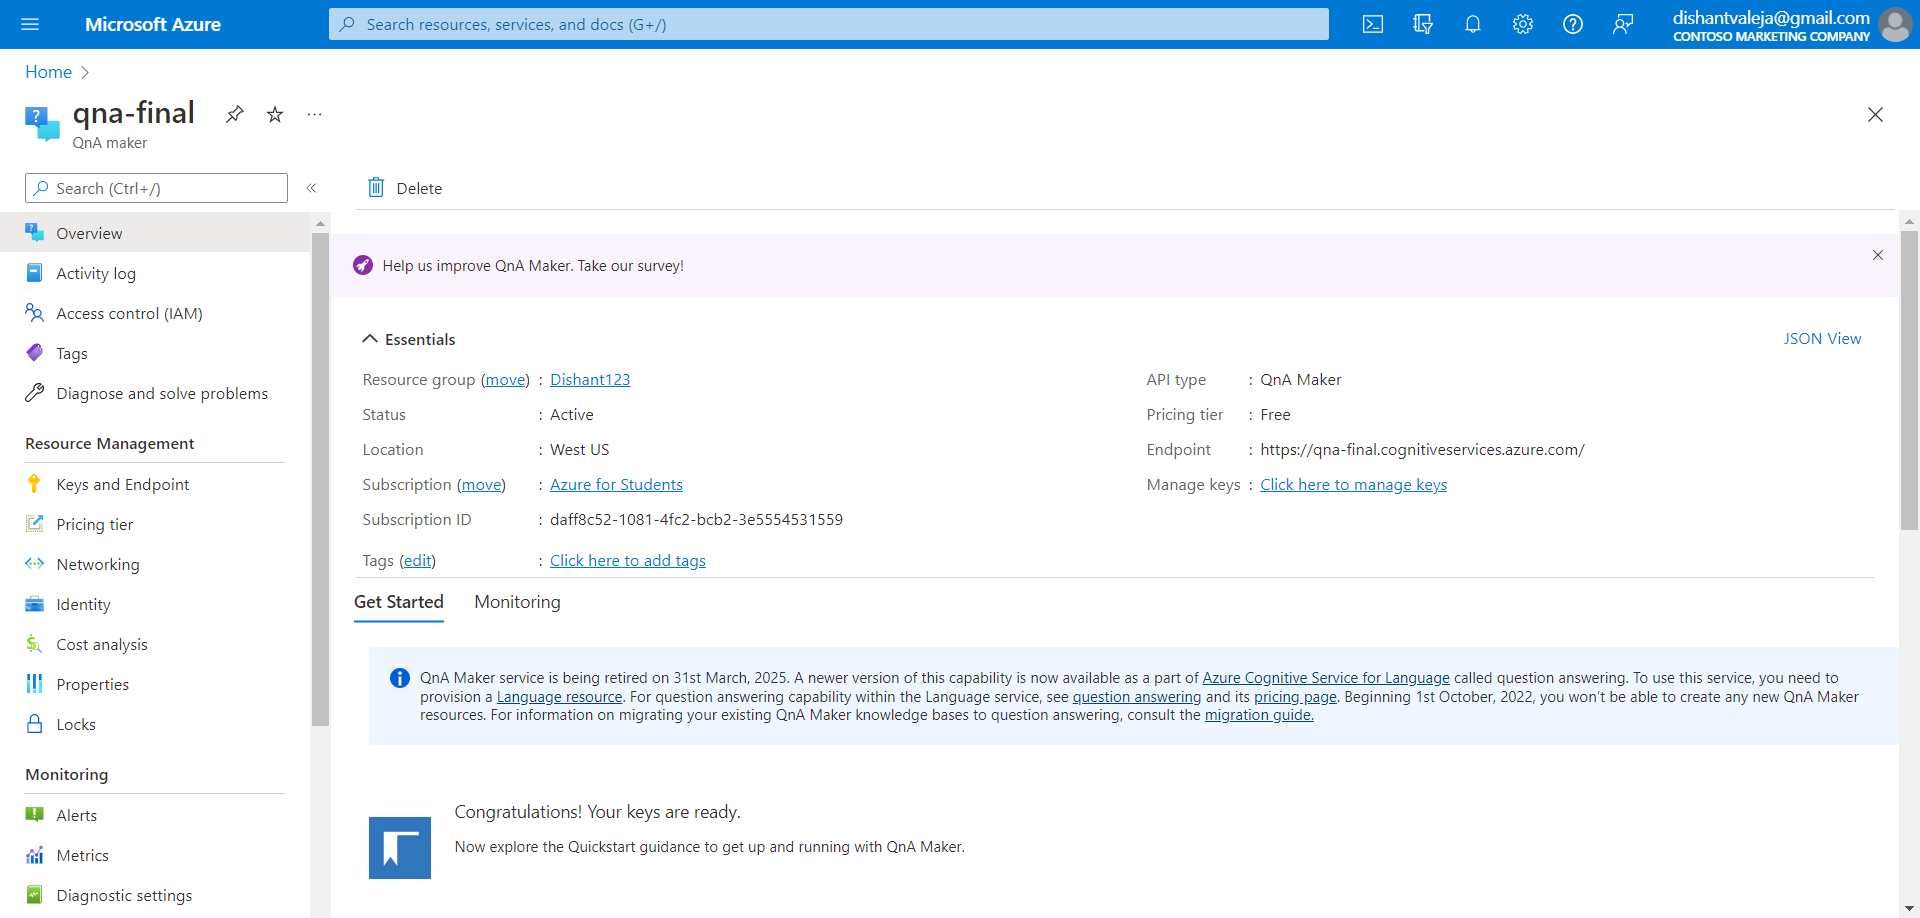 Microsoft Azure
Search resources, services, and docs (G+/)
dishantvaleja@gmail.com
CONTOSO MARKETING COMPANY
Home
qna-final
QnA maker
Search (Ctrl+/)
«
Delete
Overview
Activity log
Access control (IAM)
Tags
Diagnose and solve problems
Resource Management
Keys and Endpoint
Pricing tier
Networking
Identity
Cost analysis
Properties
Locks
Monitoring
Alerts
Metrics
Diagnostic settings
Help us improve QnA Maker. Take our survey!
Essentials
JSON View
Resource group (move) : Dishant123
Status : Active
Location : West US
Subscription (move) : Azure for Students
Subscription ID : daff8c52-1081-4fc2-bcb2-3e5554531559
Tags (edit) : Click here to add tags
API type : QnA Maker
Pricing tier : Free
Endpoint : https://qna-final.cognitiveservices.azure.com/
Manage keys : Click here to manage keys
Get Started Monitoring
QnA Maker service is being retired on 31st March, 2025. A newer version of this capability is now available as a part of Azure Cognitive Service for Language called question answering. To use this service, you need to
provision a Language resource. For question answering capability within the Language service, see question answering and its pricing page. Beginning 1st October, 2022, you won't be able to create any new QnA Maker
resources. For information on migrating your existing QnA Maker knowledge bases to question answering, consult the migration guide.
Congratulations! Your keys are ready.
Now explore the Quickstart guidance to get up and running with QnA Maker.